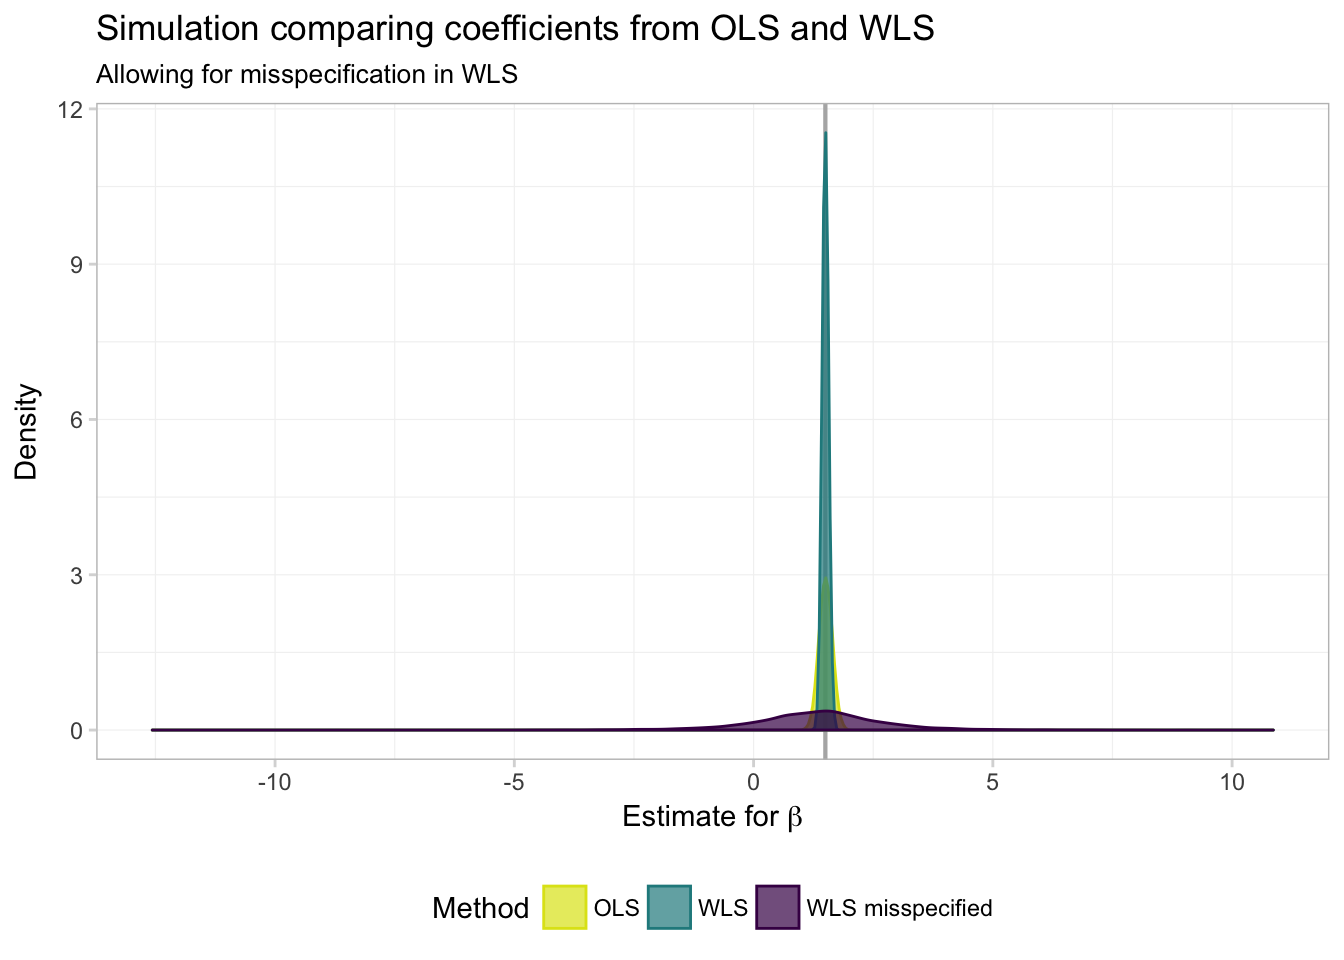 Simulation comparing coefficients from OLS and WLS
Allowing for misspecification in WLS
12
9
6
3
0
Density
-10 -5 0 5 10
Estimate for β
Method OLS WLS WLS misspecified